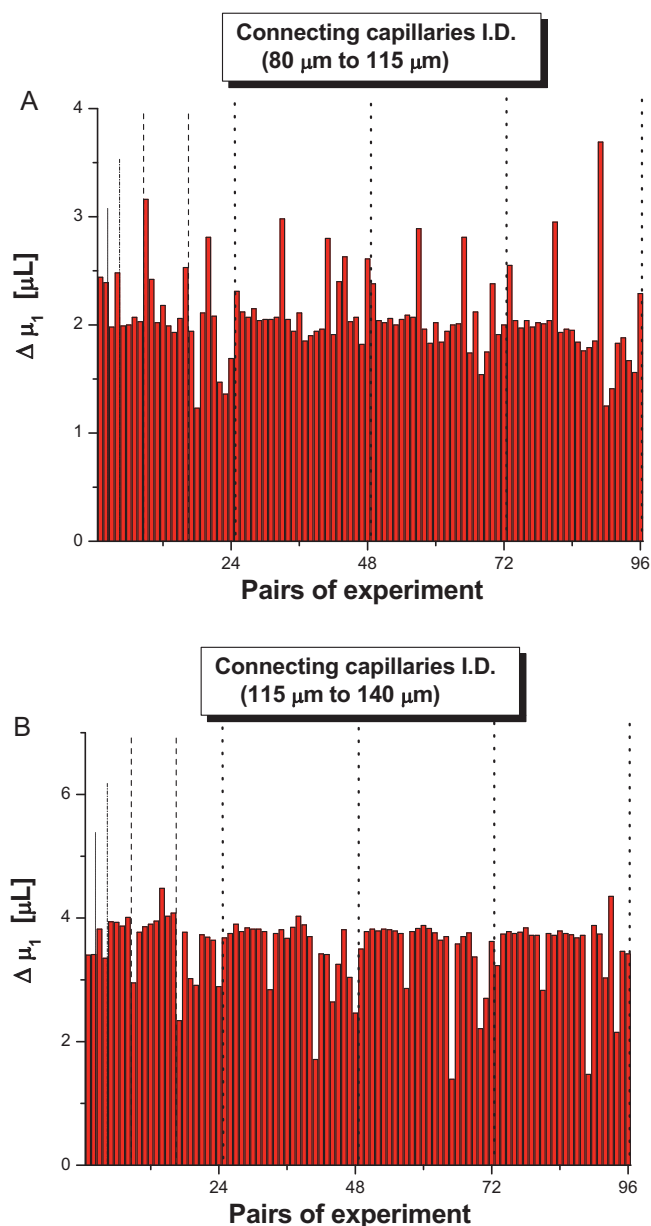 Connecting capillaries I.D.
(80 μm to 115 μm)
A
4
3
2
1
0
Δ μ₁ [μL]
24
48
72
96
Pairs of experiment
Connecting capillaries I.D.
(115 μm to 140 μm)
B
6
4
2
0
Δ μ₁ [μL]
24
48
72
96
Pairs of experiment